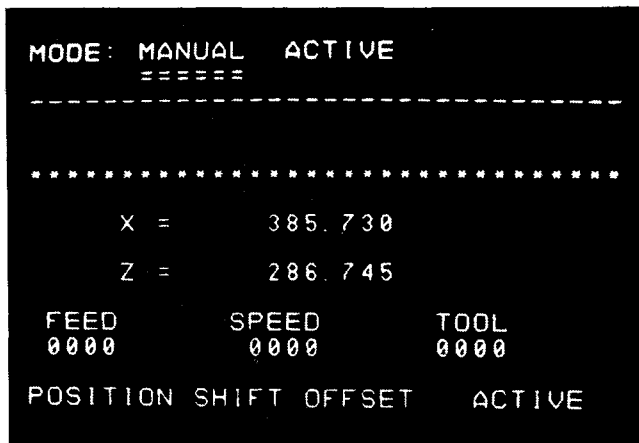 MODE: MANUAL ACTIVE
======
--------------------------------
*********************************
X = 385.730
Z = 286.745
FEED SPEED TOOL
0000 0000 0000
POSITION SHIFT OFFSET ACTIVE